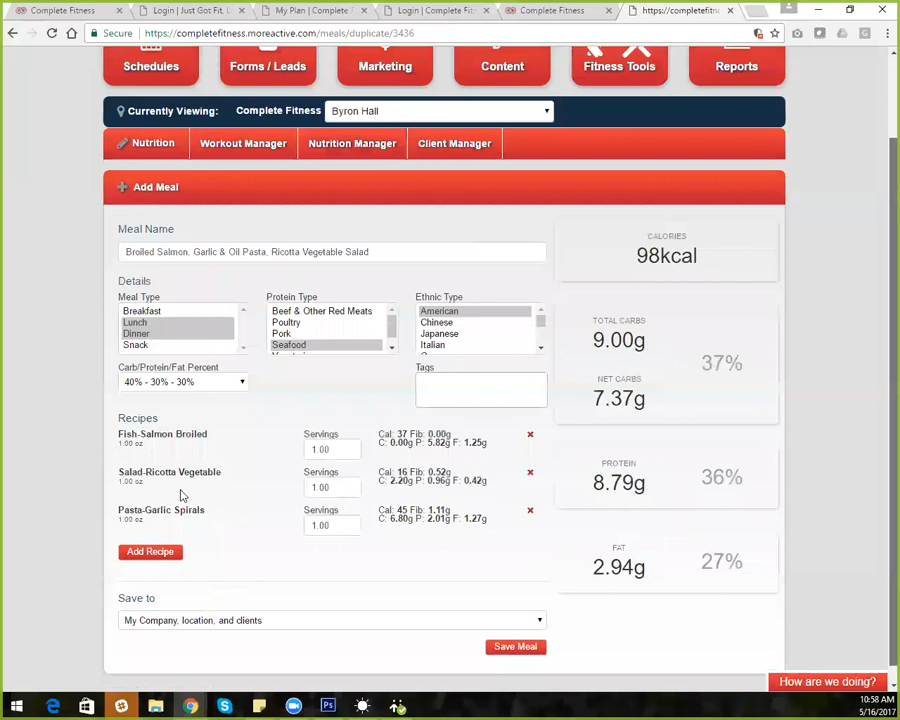 Complete Fitness
Login | Just Got Fit, L
My Plan | Complete F
Login | Complete Fitn
Complete Fitness
https://completefitn
Secure https://completefitness.moreactive.com/meals/duplicate/3436
Schedules
Forms / Leads
Marketing
Content
Fitness Tools
Reports
Currently Viewing: Complete Fitness Byron Hall
Nutrition Workout Manager Nutrition Manager Client Manager
Add Meal
Meal Name
Broiled Salmon, Garlic & Oil Pasta, Ricotta Vegetable Salad
Details
Meal Type Protein Type Ethnic Type
Breakfast
Lunch
Dinner
Snack
Beef & Other Red Meats
Poultry
Pork
Seafood
American
Chinese
Japanese
Italian
Carb/Protein/Fat Percent
40% - 30% - 30%
Tags
Recipes
Fish-Salmon Broiled
1.00 oz
Servings
1.00
Cal: 37 Fib: 0.00g
C: 0.00g P: 5.82g F: 1.25g
Salad-Ricotta Vegetable
1.00 oz
Servings
1.00
Cal: 16 Fib: 0.52g
C: 2.20g P: 0.96g F: 0.42g
Pasta-Garlic Spirals
1.00 oz
Servings
1.00
Cal: 45 Fib: 1.11g
C: 6.80g P: 2.01g F: 1.27g
Add Recipe
Save to
My Company, location, and clients
Save Meal
CALORIES
98kcal
TOTAL CARBS
9.00g
37%
NET CARBS
7.37g
PROTEIN
8.79g
36%
FAT
2.94g
27%
How are we doing?
10:58 AM
5/16/2017